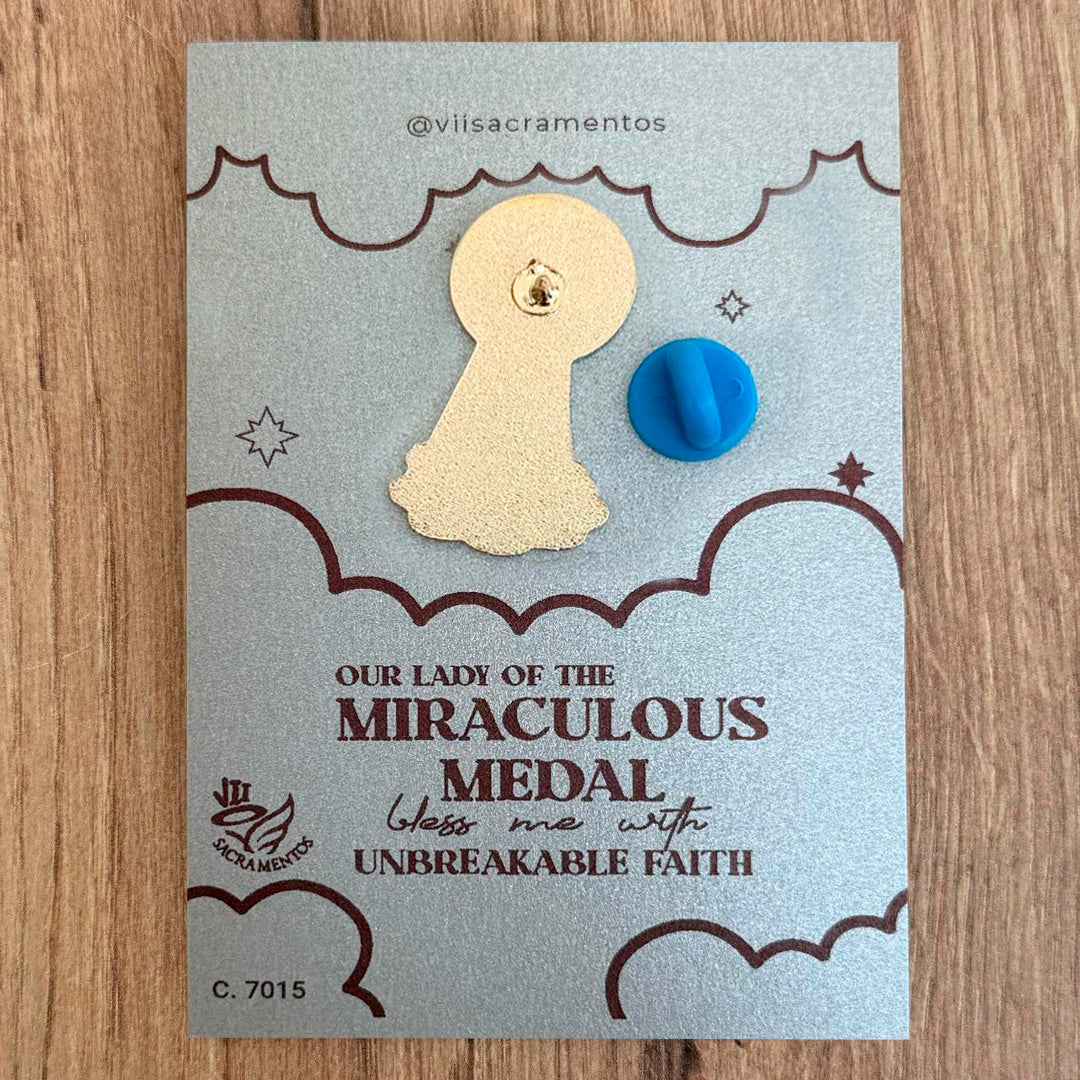 @viisacramentos
OUR LADY OF THE
MIRACULOUS
MEDAL
bless me with
UNBREAKABLE FAITH
VII
SACRAMENTOS
C. 7015